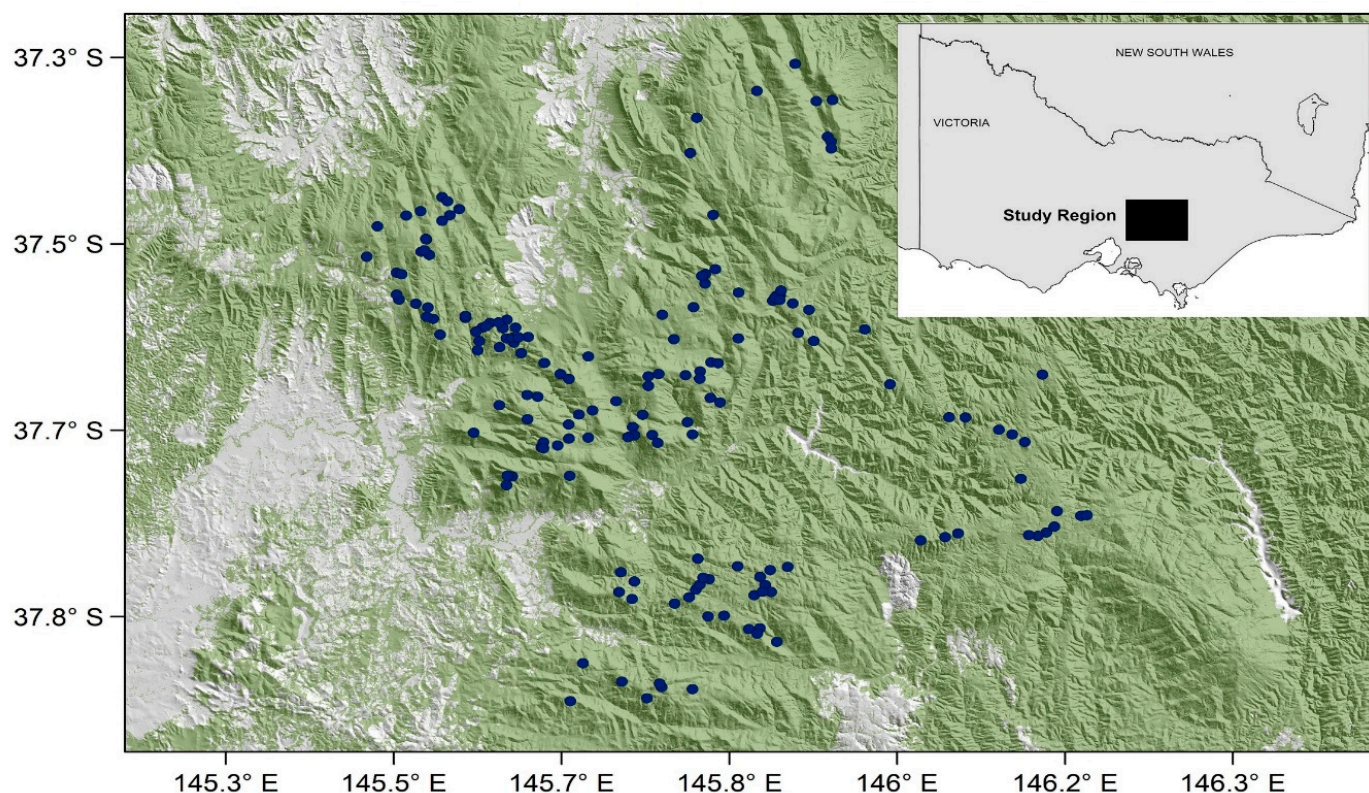 37.3° S
37.5° S
37.7° S
37.8° S
NEW SOUTH WALES
VICTORIA
Study Region
145.3° E
145.5° E
145.7° E
145.8° E
146° E
146.2° E
146.3° E